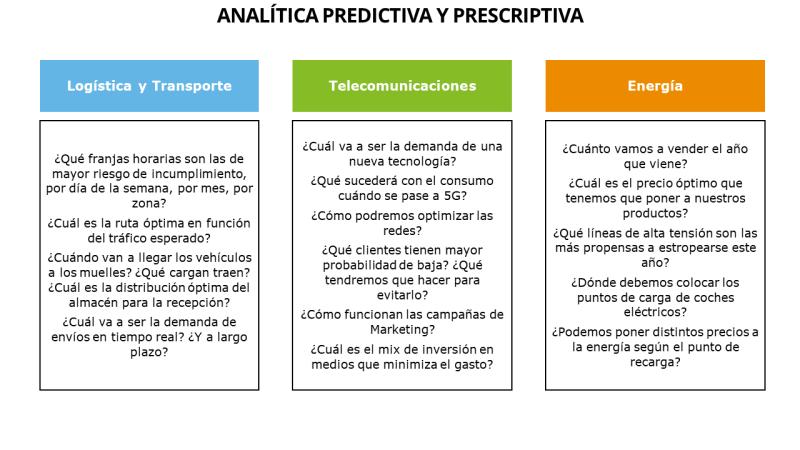 ANALÍTICA PREDICTIVA Y PRESCRIPTIVA
Logística y Transporte
¿Qué franjas horarias son las de
mayor riesgo de incumplimiento,
por día de la semana, por mes, por
zona?
¿Cuál es la ruta óptima en función
del tráfico esperado?
¿Cuándo van a llegar los vehículos
a los muelles? ¿Qué cargan traen?
¿Cuál es la distribución óptima del
almacén para la recepción?
¿Cuál va a ser la demanda de
envíos en tiempo real? ¿Y a largo
plazo?
Telecomunicaciones
¿Cuál va a ser la demanda de una
nueva tecnología?
¿Qué sucederá con el consumo
cuándo se pase a 5G?
¿Cómo podremos optimizar las
redes?
¿Qué clientes tienen mayor
probabilidad de baja? ¿Qué
tendremos que hacer para
evitarlo?
¿Cómo funcionan las campañas de
Marketing?
¿Cuál es el mix de inversión en
medios que minimiza el gasto?
Energía
¿Cuánto vamos a vender el año
que viene?
¿Cuál es el precio óptimo que
tenemos que poner a nuestros
productos?
¿Qué líneas de alta tensión son las
más propensas a estropearse este
año?
¿Dónde debemos colocar los
puntos de carga de coches
eléctricos?
¿Podemos poner distintos precios a
la energía según el punto de
recarga?